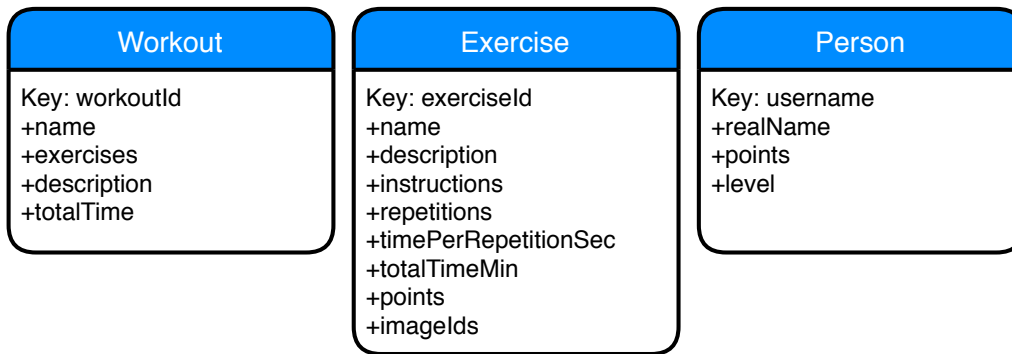 Workout
Key: workoutId
+name
+exercises
+description
+totalTime
Exercise
Key: exerciseId
+name
+description
+instructions
+repetitions
+timePerRepetitionSec
+totalTimeMin
+points
+imageIds
Person
Key: username
+realName
+points
+level